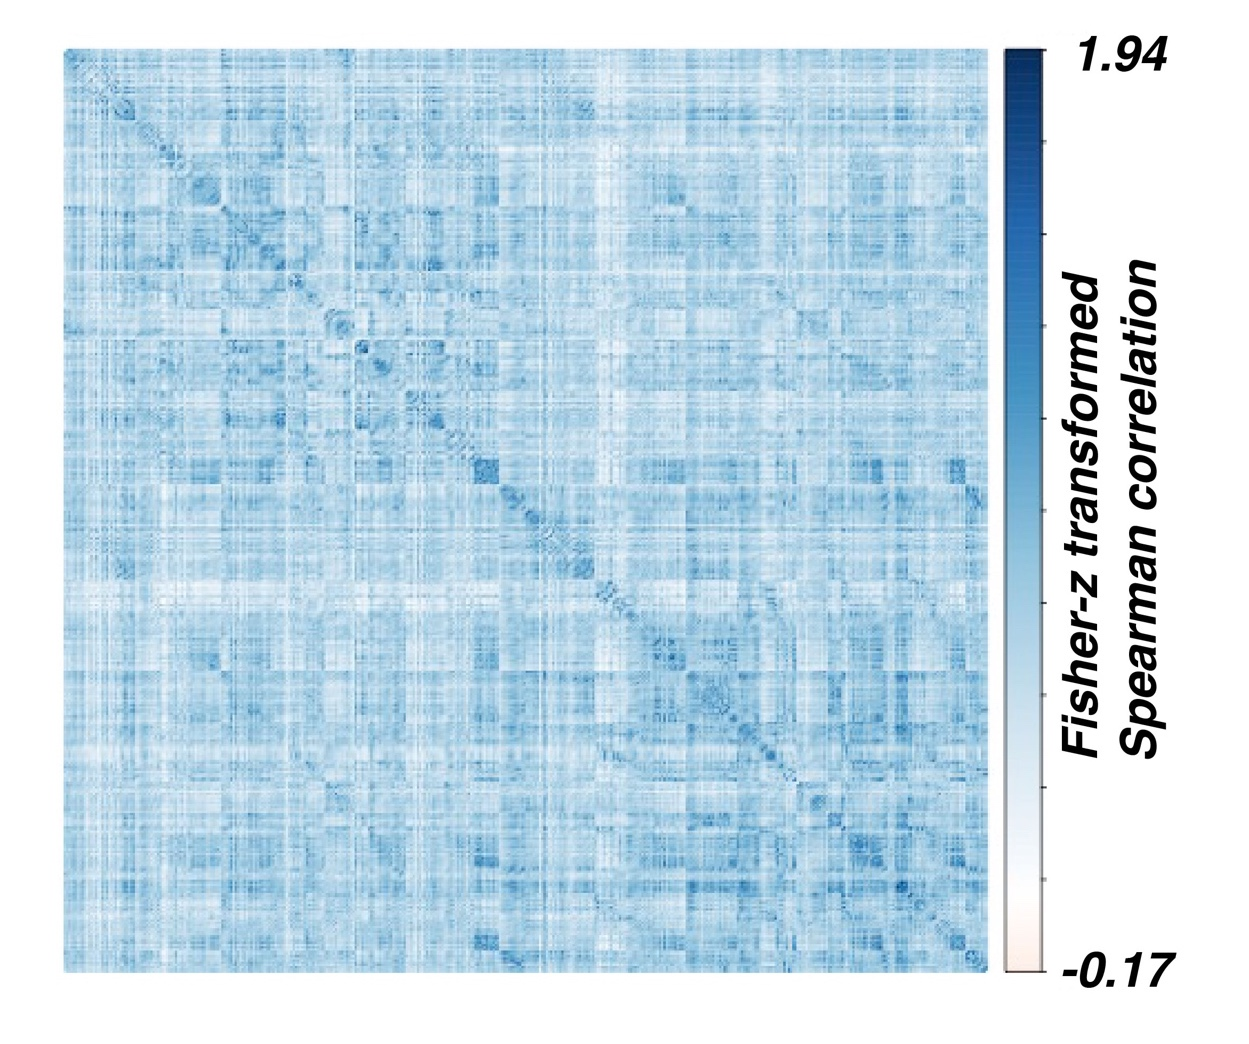 1.94
Fisher-z transformed
Spearman correlation
-0.17